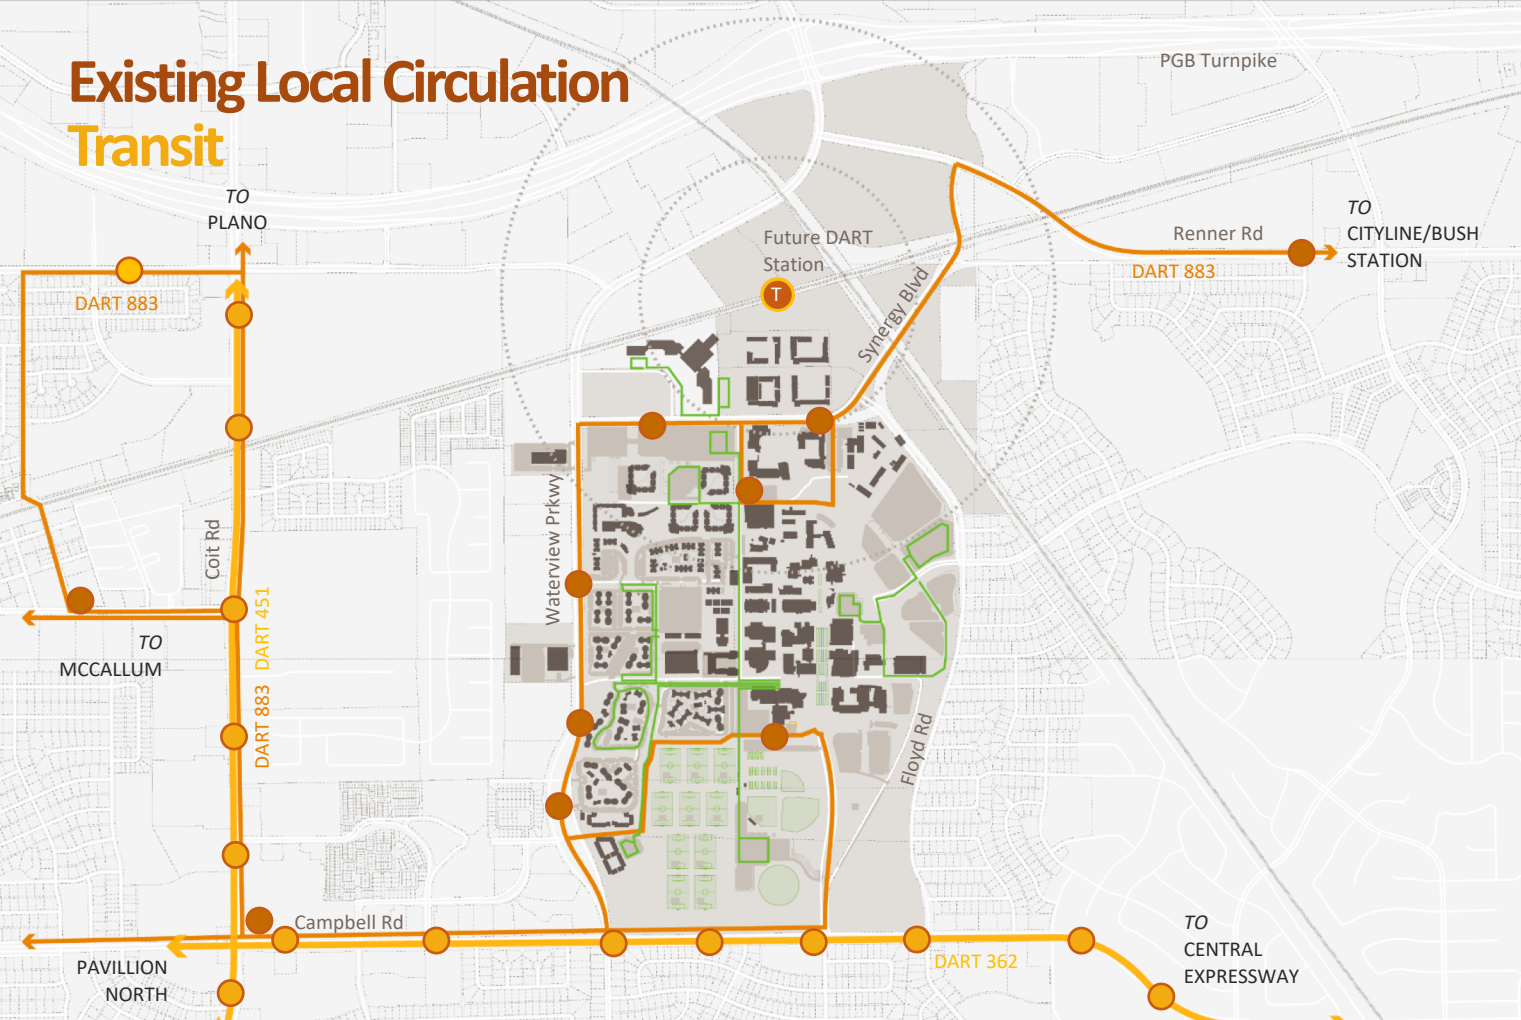 Existing Local Circulation
Transit
PGB Turnpike
TO
PLANO
TO
CITYLINE/BUSH
STATION
Renner Rd
DART 883
Future DART
Station
T
Synergy Blvd
DART 883
Coit Rd
DART 451
DART 883
Waterview Prkwy
TO
MCCALLUM
Floyd Rd
Campbell Rd
PAVILLION
NORTH
DART 362
TO
CENTRAL
EXPRESSWAY